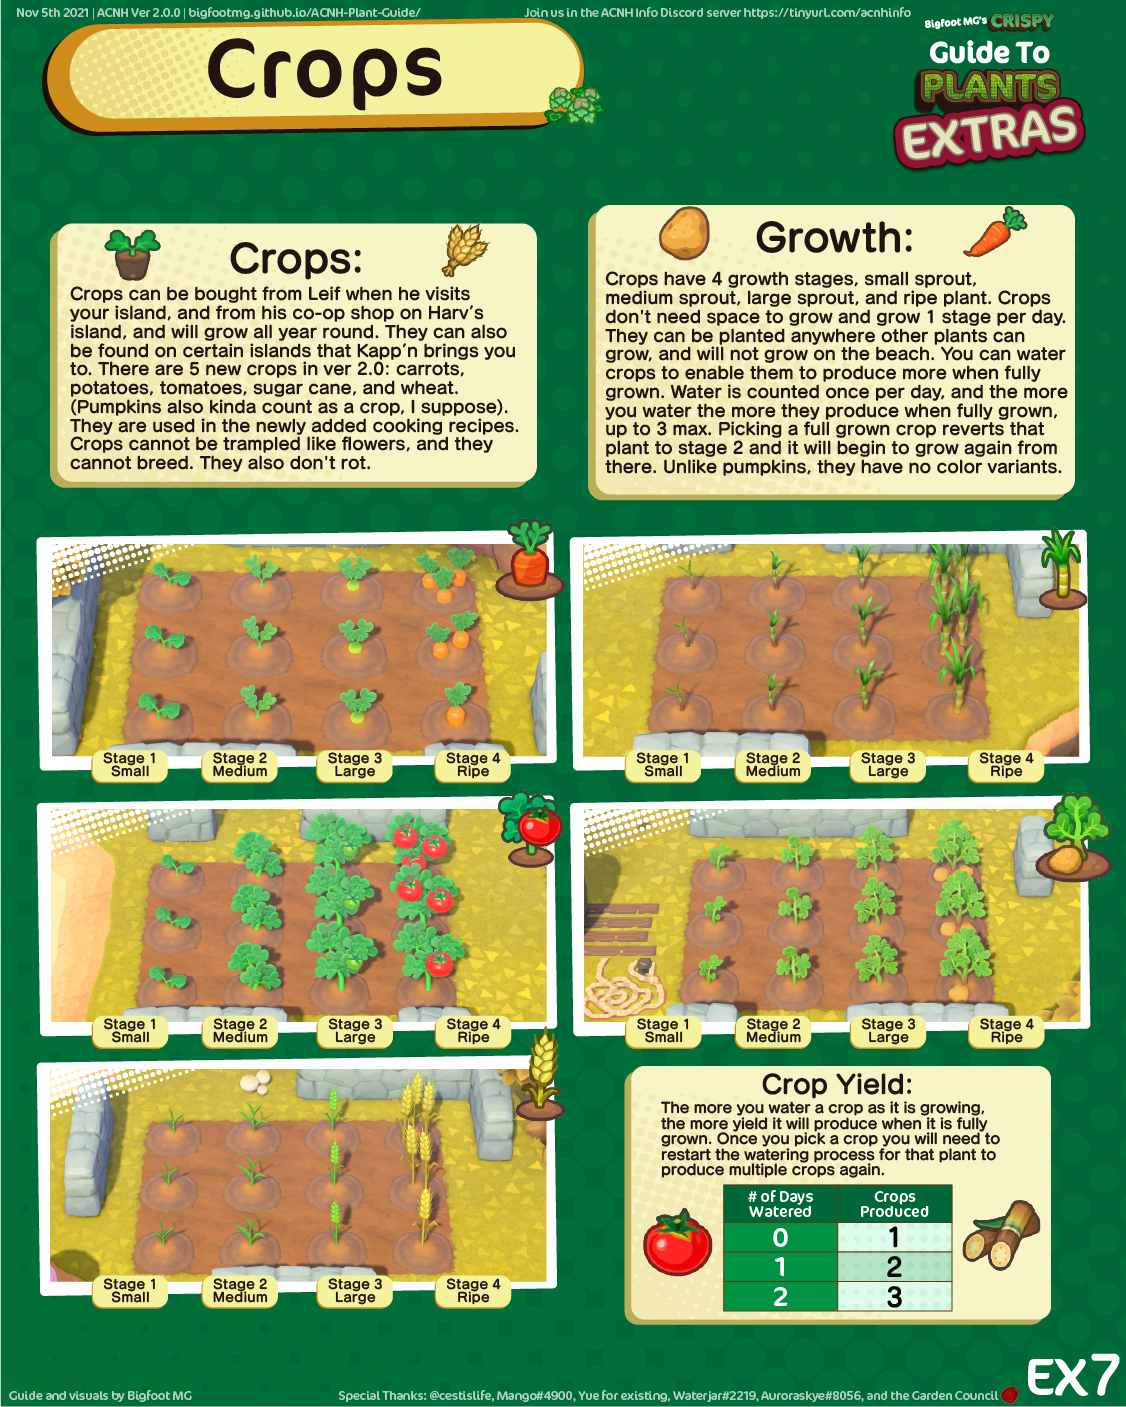 Nov 5th 2021 | ACNH Ver 2.0.0 | bigfootmg.github.io/ACNH-Plant-Guide/
Join us in the ACNH Info Discord server https://tinyurl.com/acnhinfo
Bigfoot MG's CRISPY
Guide To
PLANTS
EXTRAS
Crops
Crops:
Crops can be bought from Leif when he visits
your island, and from his co-op shop on Harv's
island, and will grow all year round. They can also
be found on certain islands that Kapp'n brings you
to. There are 5 new crops in ver 2.0: carrots,
potatoes, tomatoes, sugar cane, and wheat.
(Pumpkins also kinda count as a crop, I suppose).
They are used in the newly added cooking recipes.
Crops cannot be trampled like flowers, and they
cannot breed. They also don't rot.
Growth:
Crops have 4 growth stages, small sprout,
medium sprout, large sprout, and ripe plant. Crops
don't need space to grow and grow 1 stage per day.
They can be planted anywhere other plants can
grow, and will not grow on the beach. You can water
crops to enable them to produce more when fully
grown. Water is counted once per day, and the more
you water the more they produce when fully grown,
up to 3 max. Picking a full grown crop reverts that
plant to stage 2 and it will begin to grow again from
there. Unlike pumpkins, they have no color variants.
Stage 1
Small
Stage 2
Medium
Stage 3
Large
Stage 4
Ripe
Stage 1
Small
Stage 2
Medium
Stage 3
Large
Stage 4
Ripe
Stage 1
Small
Stage 2
Medium
Stage 3
Large
Stage 4
Ripe
Stage 1
Small
Stage 2
Medium
Stage 3
Large
Stage 4
Ripe
Stage 1
Small
Stage 2
Medium
Stage 3
Large
Stage 4
Ripe
Crop Yield:
The more you water a crop as it is growing,
the more yield it will produce when it is fully
grown. Once you pick a crop you will need to
restart the watering process for that plant to
produce multiple crops again.
# of Days
Watered
Crops
Produced
0 1
1 2
2 3
Guide and visuals by Bigfoot MG
Special Thanks: @cestislife, Mango#4900, Yue for existing, Waterjar#2219, Auroraskye#8056, and the Garden Council
EX7